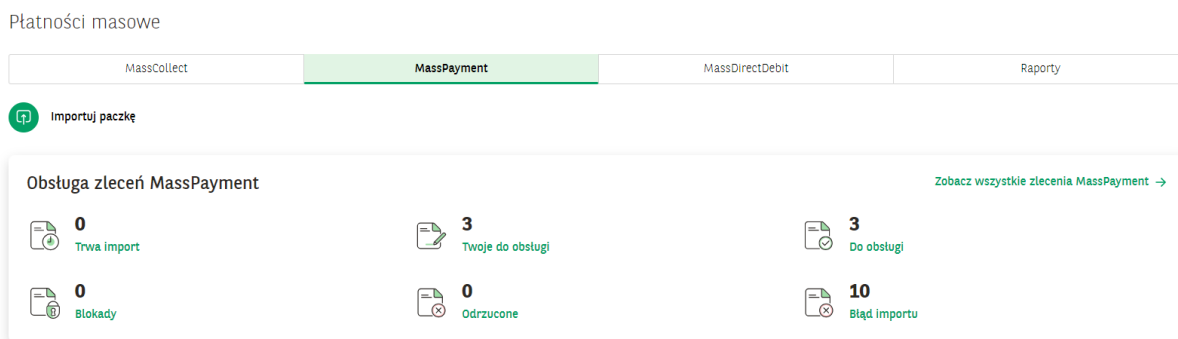 Płatności masowe
MassCollect MassPayment MassDirectDebit Raporty
Importuj paczkę
Obsługa zleceń MassPayment Zobacz wszystkie zlecenia MassPayment →
0 3 3
Trwa import Twoje do obsługi Do obsługi
0 0 10
Blokady Odrzucone Błąd importu